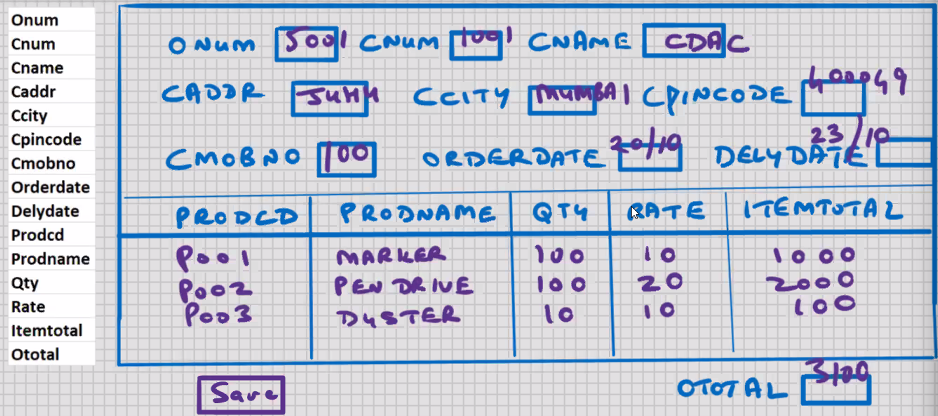 Onum
Cnum
Cname
Caddr
Ccity
Cpincode
Cmobno
Orderdate
Delydate
Prodcd
Prodname
Qty
Rate
Itemtotal
Ototal
ONUM 5001 CNUM 1001 CNAME CDAC
CADDR JUHU CCITY MUMBAI CPINCODE 400049
CMOBNO 100 ORDERDATE 20/10 DELYDATE 23/10
PRODCD PRODNAME QTY RATE ITEMTOTAL
P001 MARKER 100 10 1000
P002 PEN DRIVE 100 20 2000
P003 DUSTER 10 10 100
Save OTOTAL 3100